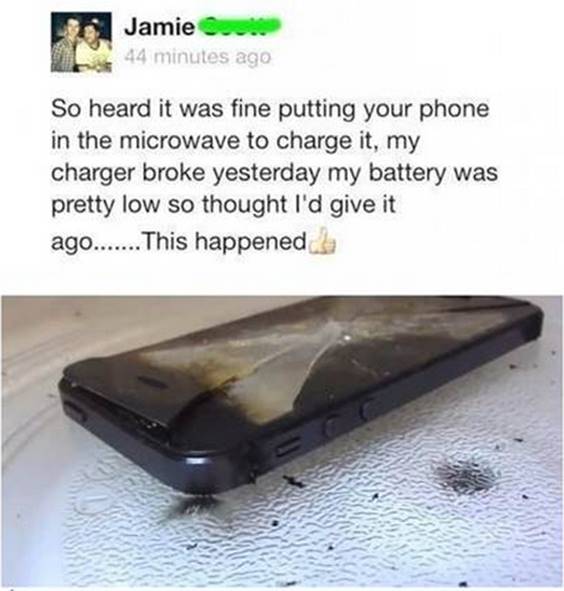 Jamie
44 minutes ago
So heard it was fine putting your phone
in the microwave to charge it, my
charger broke yesterday my battery was
pretty low so thought I'd give it
ago.......This happened👍